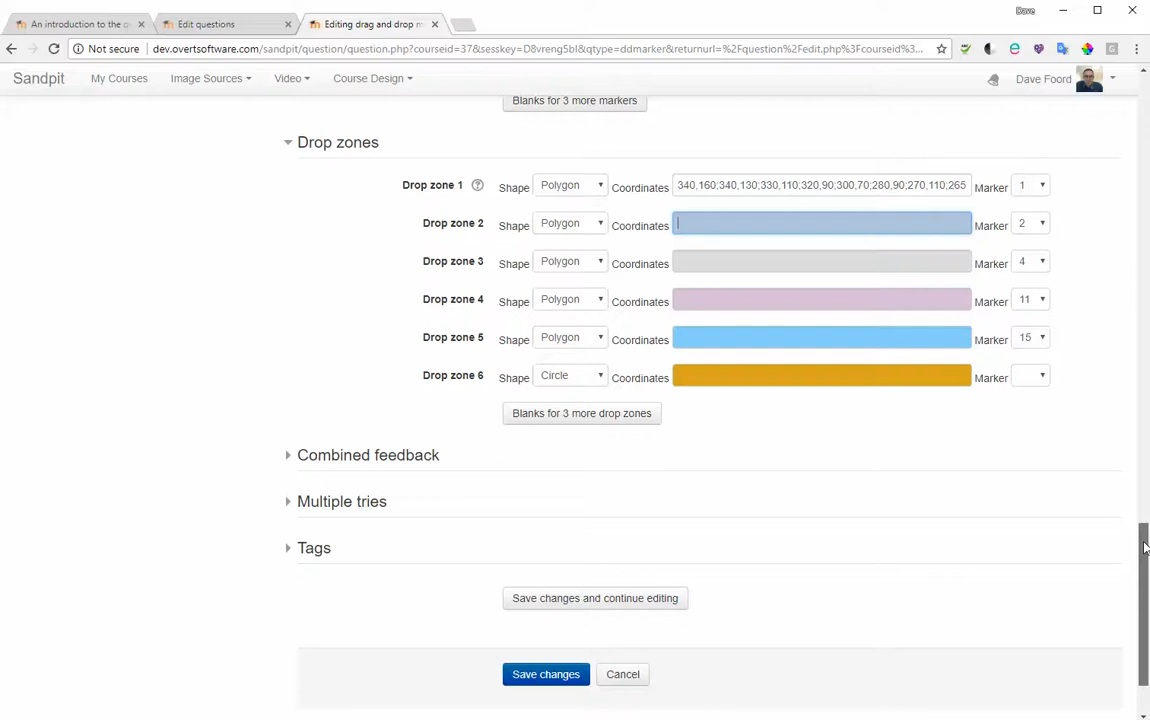 Dave
An introduction to the q
Edit questions
Editing drag and drop m
Not secure
dev.overtsoftware.com/sandpit/question/question.php?courseid=37&sesskey=D8vreng5bI&qtype=ddmarker&returnurl=%2Fquestion%2Fedit.php%3Fcourseid%...
Sandpit
My Courses
Image Sources
Video
Course Design
Dave Foord
Blanks for 3 more markers
Drop zones
Drop zone 1 Shape Polygon Coordinates 340,160;340,130;330,110;320,90;300,70;280,90;270,110;265 Marker 1
Drop zone 2 Shape Polygon Coordinates Marker 2
Drop zone 3 Shape Polygon Coordinates Marker 4
Drop zone 4 Shape Polygon Coordinates Marker 11
Drop zone 5 Shape Polygon Coordinates Marker 15
Drop zone 6 Shape Circle Coordinates Marker
Blanks for 3 more drop zones
Combined feedback
Multiple tries
Tags
Save changes and continue editing
Save changes
Cancel